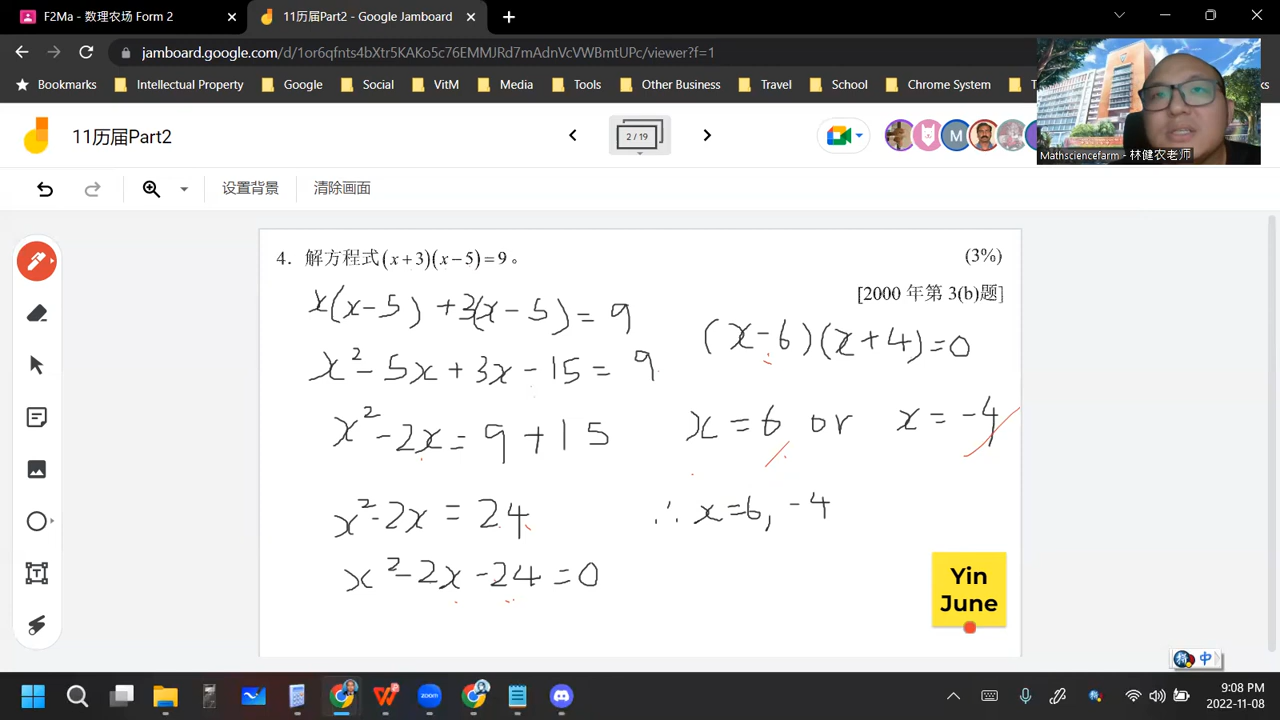 F2Ma - 数理农场 Form 2
11历届Part2 - Google Jamboard
jamboard.google.com/d/1or6qfnts4bXtr5KAKo5r76EMMJRd7mAdnVcVWBmtUPc/viewer?f=1
Bookmarks
Intellectual Property
Google
VitM
Media
Tools
Other Business
Travel
School
Chrome System
11历届Part2
2 / 19
M
Mathsciencefarm - 林健农老师
设置背景
清除画面
4. 解方程式(x+3)(x−5)=9。
(3%)
[2000 年第 3(b)题]
x(x-5) +3(x-5) = 9
x² - 5x + 3x - 15 = 9
x² - 2x = 9 + 15
x² - 2x = 24
x² - 2x - 24 = 0
(x-6)(x+4)=0
x = 6 or x = -4
∴ x=6, -4
Yin
June
中
9:08 PM
2022-11-08
zoom